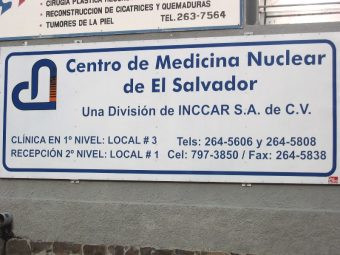 CIRUGIA PLASTICA
RECONSTRUCCION DE CICATRICES Y QUEMADURAS
TUMORES DE LA PIEL
TEL.263-7564
Centro de Medicina Nuclear
de El Salvador
Una División de INCCAR S.A. de C.V.
CLÍNICA EN 1º NIVEL: LOCAL # 3 Tels: 264-5606 y 264-5808
RECEPCIÓN 2º NIVEL: LOCAL # 1 Cel: 797-3850 / Fax: 264-5838